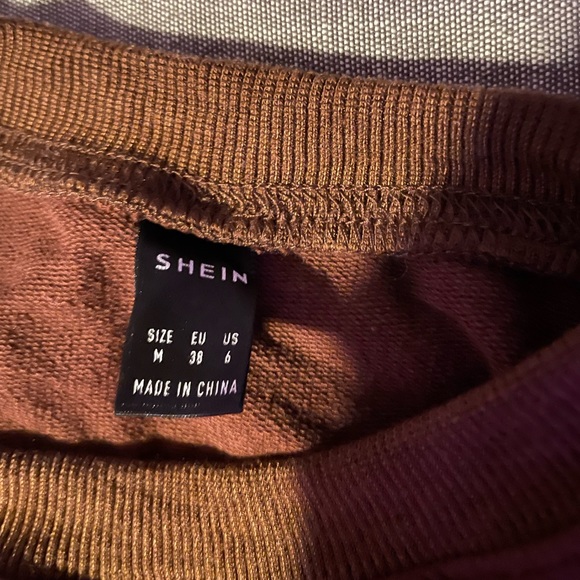 SHEIN
SIZE EU US
M 38 6
MADE IN CHINA